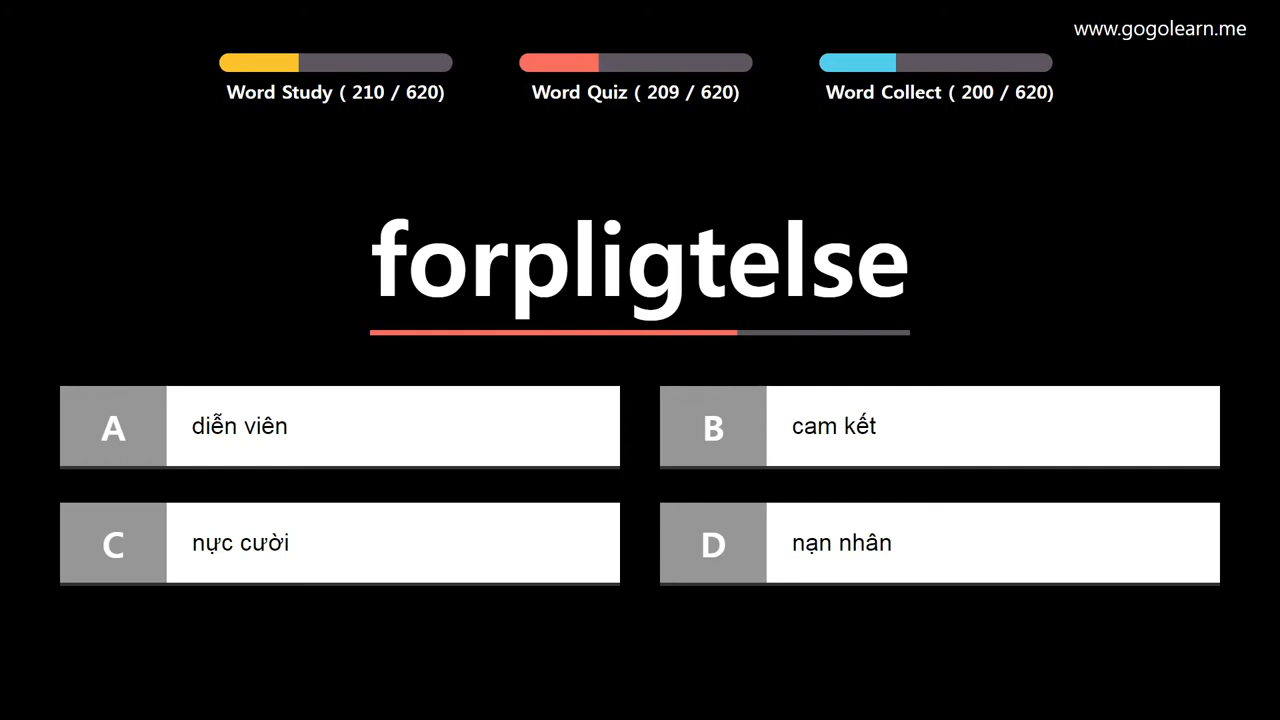 www.gogolearn.me
Word Study ( 210 / 620)
Word Quiz ( 209 / 620)
Word Collect ( 200 / 620)
forpligtelse
A diễn viên
B cam kết
C nực cười
D nạn nhân